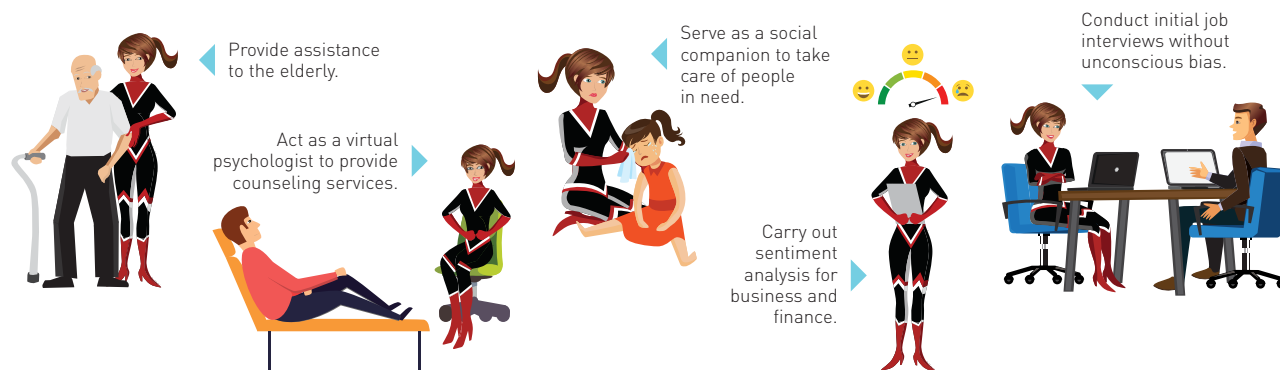 Provide assistance
to the elderly.
Act as a virtual
psychologist to provide
counseling services.
Serve as a social
companion to take
care of people
in need.
Carry out
sentiment
analysis for
business and
finance.
Conduct initial job
interviews without
unconscious bias.